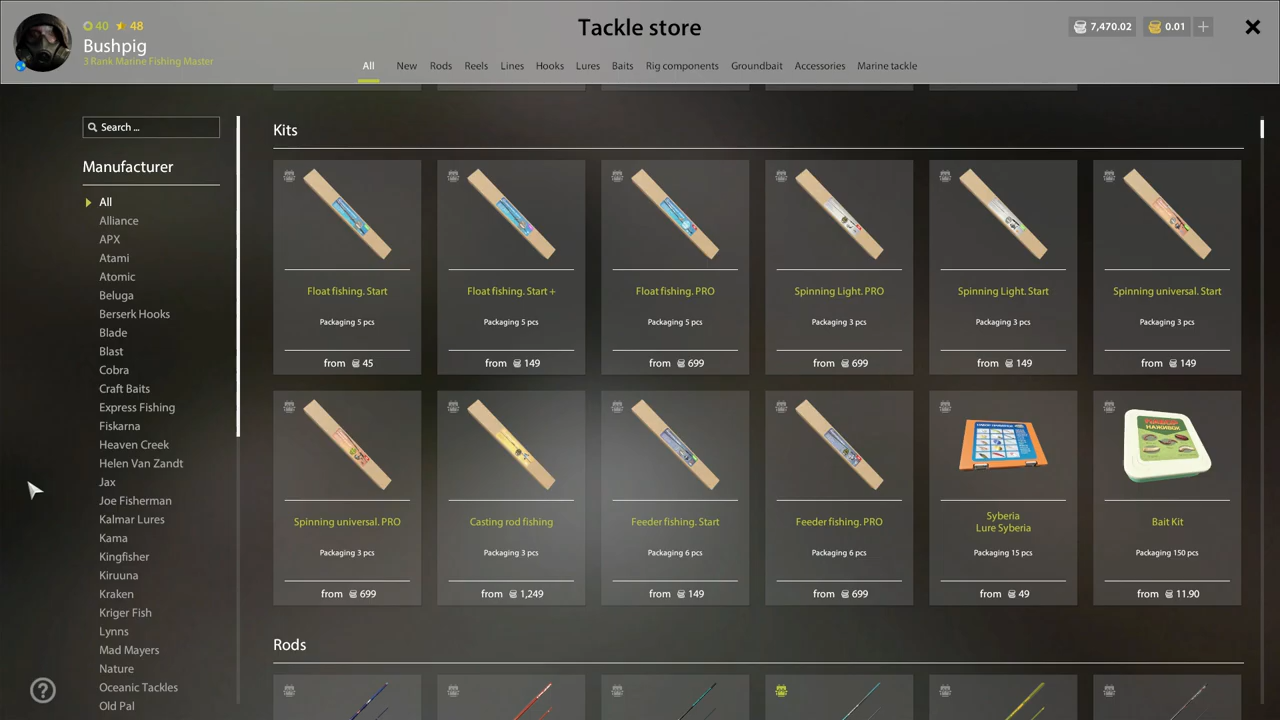 40 48
Bushpig
3 Rank Marine Fishing Master
Tackle store
7,470.02 0.01
All New Rods Reels Lines Hooks Lures Baits Rig components Groundbait Accessories Marine tackle
Search ...
Manufacturer
All
Alliance
APX
Atami
Atomic
Beluga
Berserk Hooks
Blade
Blast
Cobra
Craft Baits
Express Fishing
Fiskarna
Heaven Creek
Helen Van Zandt
Jax
Joe Fisherman
Kalmar Lures
Kama
Kingfisher
Kiruuna
Kraken
Kriger Fish
Lynns
Mad Mayers
Nature
Oceanic Tackles
Old Pal
Kits
Float fishing. Start
Packaging 5 pcs
from 45
Float fishing. Start +
Packaging 5 pcs
from 149
Float fishing. PRO
Packaging 5 pcs
from 699
Spinning Light. PRO
Packaging 3 pcs
from 699
Spinning Light. Start
Packaging 3 pcs
from 149
Spinning universal. Start
Packaging 3 pcs
from 149
Spinning universal. PRO
Packaging 3 pcs
from 699
Casting rod fishing
Packaging 3 pcs
from 1,249
Feeder fishing. Start
Packaging 6 pcs
from 149
Feeder fishing. PRO
Packaging 6 pcs
from 699
Syberia
Lure Syberia
Packaging 15 pcs
from 49
НАЖИВОК
Bait Kit
Packaging 150 pcs
from 11.90
Rods
?